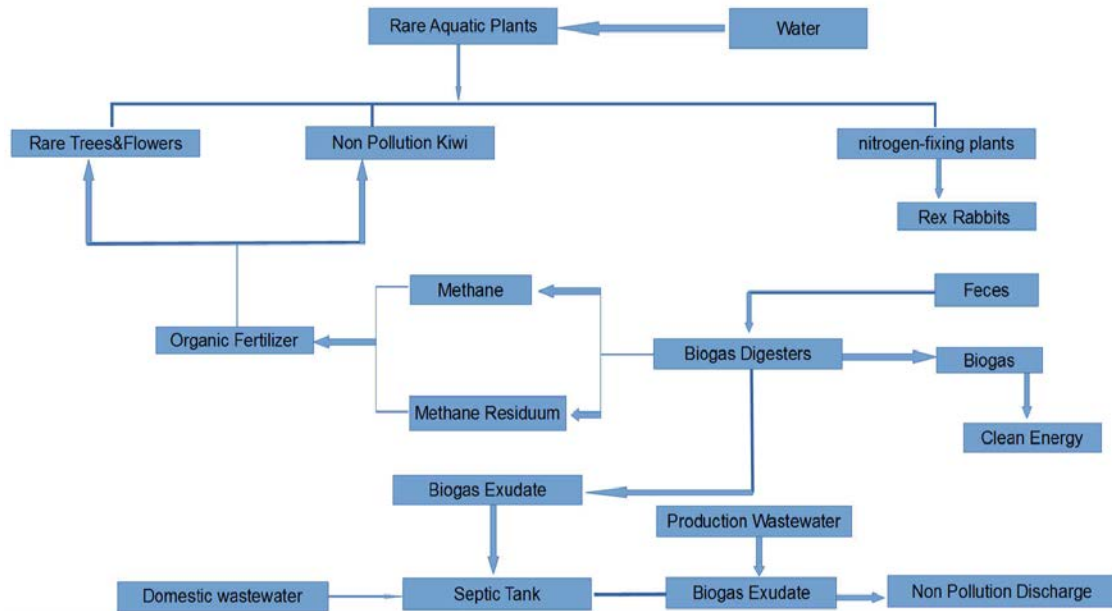 Rare Aquatic Plants
Water
Rare Trees&Flowers
Non Pollution Kiwi
nitrogen-fixing plants
Rex Rabbits
Methane
Feces
Organic Fertilizer
Biogas Digesters
Biogas
Methane Residuum
Clean Energy
Biogas Exudate
Production Wastewater
Domestic wastewater
Septic Tank
Biogas Exudate
Non Pollution Discharge